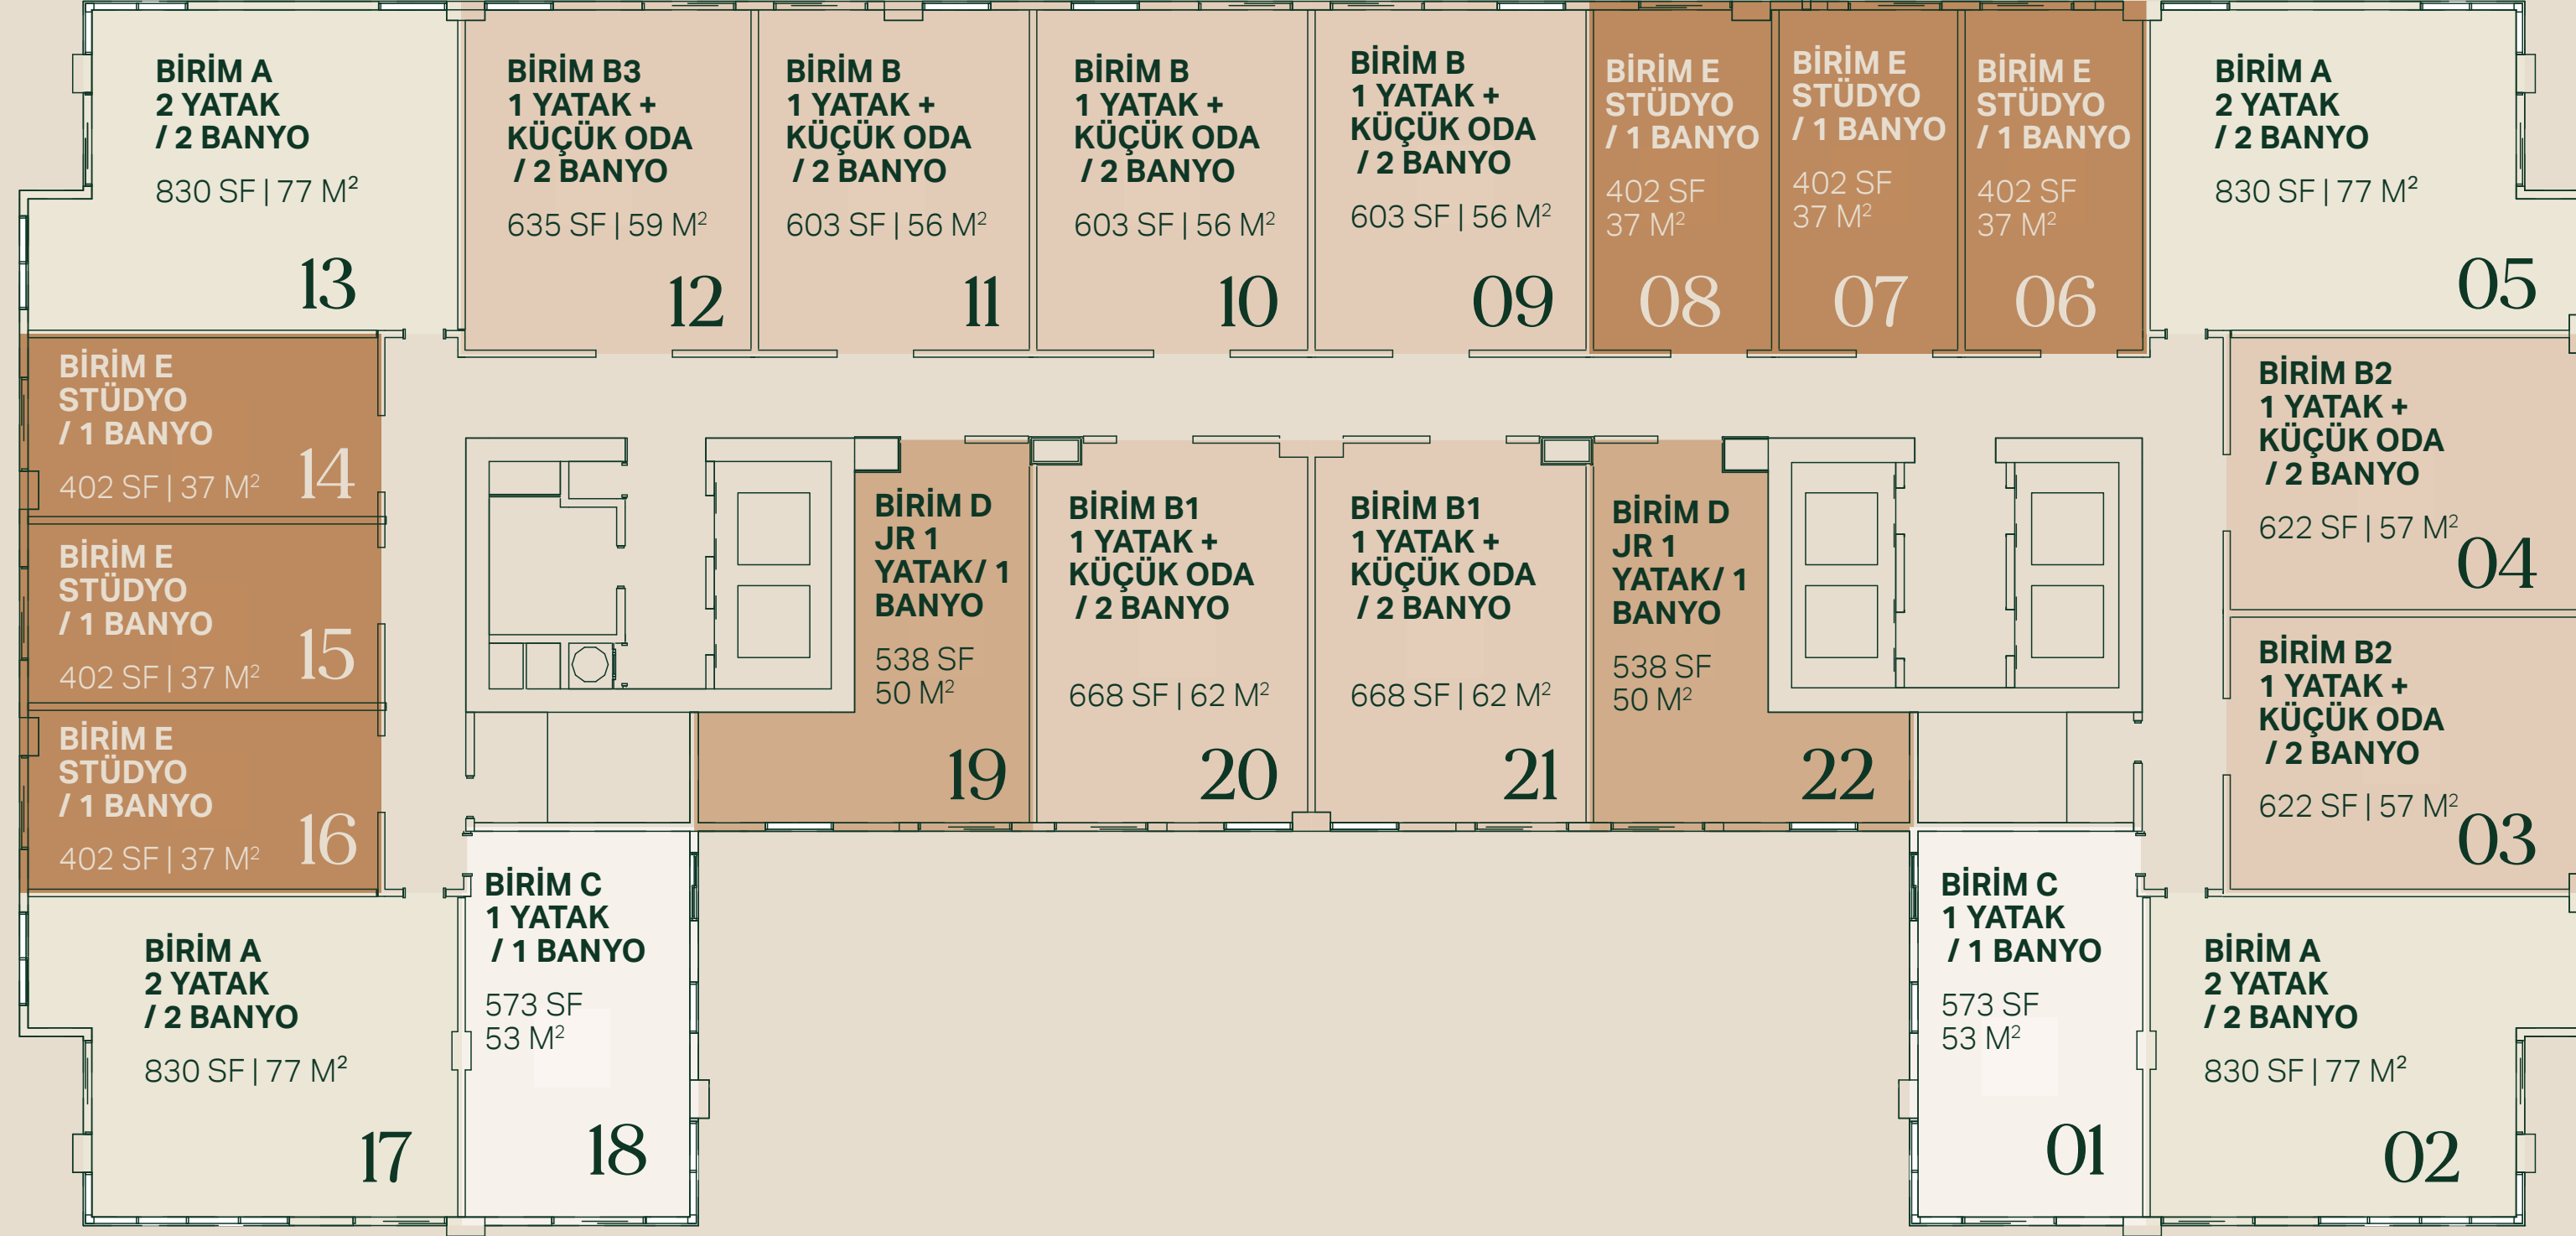 BİRİM A
2 YATAK
/ 2 BANYO
830 SF | 77 M²
13
BİRİM B3
1 YATAK +
KÜÇÜK ODA
/ 2 BANYO
635 SF | 59 M²
12
BİRİM B
1 YATAK +
KÜÇÜK ODA
/ 2 BANYO
603 SF | 56 M²
11
BİRİM B
1 YATAK +
KÜÇÜK ODA
/ 2 BANYO
603 SF | 56 M²
10
BİRİM B
1 YATAK +
KÜÇÜK ODA
/ 2 BANYO
603 SF | 56 M²
09
BİRİM E
STÜDYO
/ 1 BANYO
402 SF
37 M²
08
BİRİM E
STÜDYO
/ 1 BANYO
402 SF
37 M²
07
BİRİM E
STÜDYO
/ 1 BANYO
402 SF
37 M²
06
BİRİM A
2 YATAK
/ 2 BANYO
830 SF | 77 M²
05
BİRİM E
STÜDYO
/ 1 BANYO
402 SF | 37 M²
14
BİRİM E
STÜDYO
/ 1 BANYO
402 SF | 37 M²
15
BİRİM E
STÜDYO
/ 1 BANYO
402 SF | 37 M²
16
BİRİM D
JR 1
YATAK/ 1
BANYO
538 SF
50 M²
19
BİRİM B1
1 YATAK +
KÜÇÜK ODA
/ 2 BANYO
668 SF | 62 M²
20
BİRİM B1
1 YATAK +
KÜÇÜK ODA
/ 2 BANYO
668 SF | 62 M²
21
BİRİM D
JR 1
YATAK/ 1
BANYO
538 SF
50 M²
22
BİRİM B2
1 YATAK +
KÜÇÜK ODA
/ 2 BANYO
622 SF | 57 M²
04
BİRİM B2
1 YATAK +
KÜÇÜK ODA
/ 2 BANYO
622 SF | 57 M²
03
BİRİM A
2 YATAK
/ 2 BANYO
830 SF | 77 M²
17
BİRİM C
1 YATAK
/ 1 BANYO
573 SF
53 M²
18
BİRİM C
1 YATAK
/ 1 BANYO
573 SF
53 M²
01
BİRİM A
2 YATAK
/ 2 BANYO
830 SF | 77 M²
02